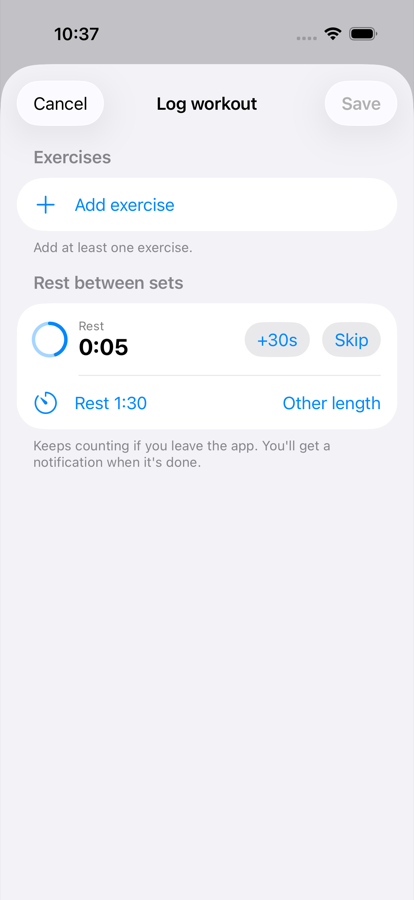 10:37
Cancel
Log workout
Save
Exercises
Add exercise
Add at least one exercise.
Rest between sets
Rest
0:05
+30s
Skip
Rest 1:30
Other length
Keeps counting if you leave the app. You'll get a
notification when it's done.